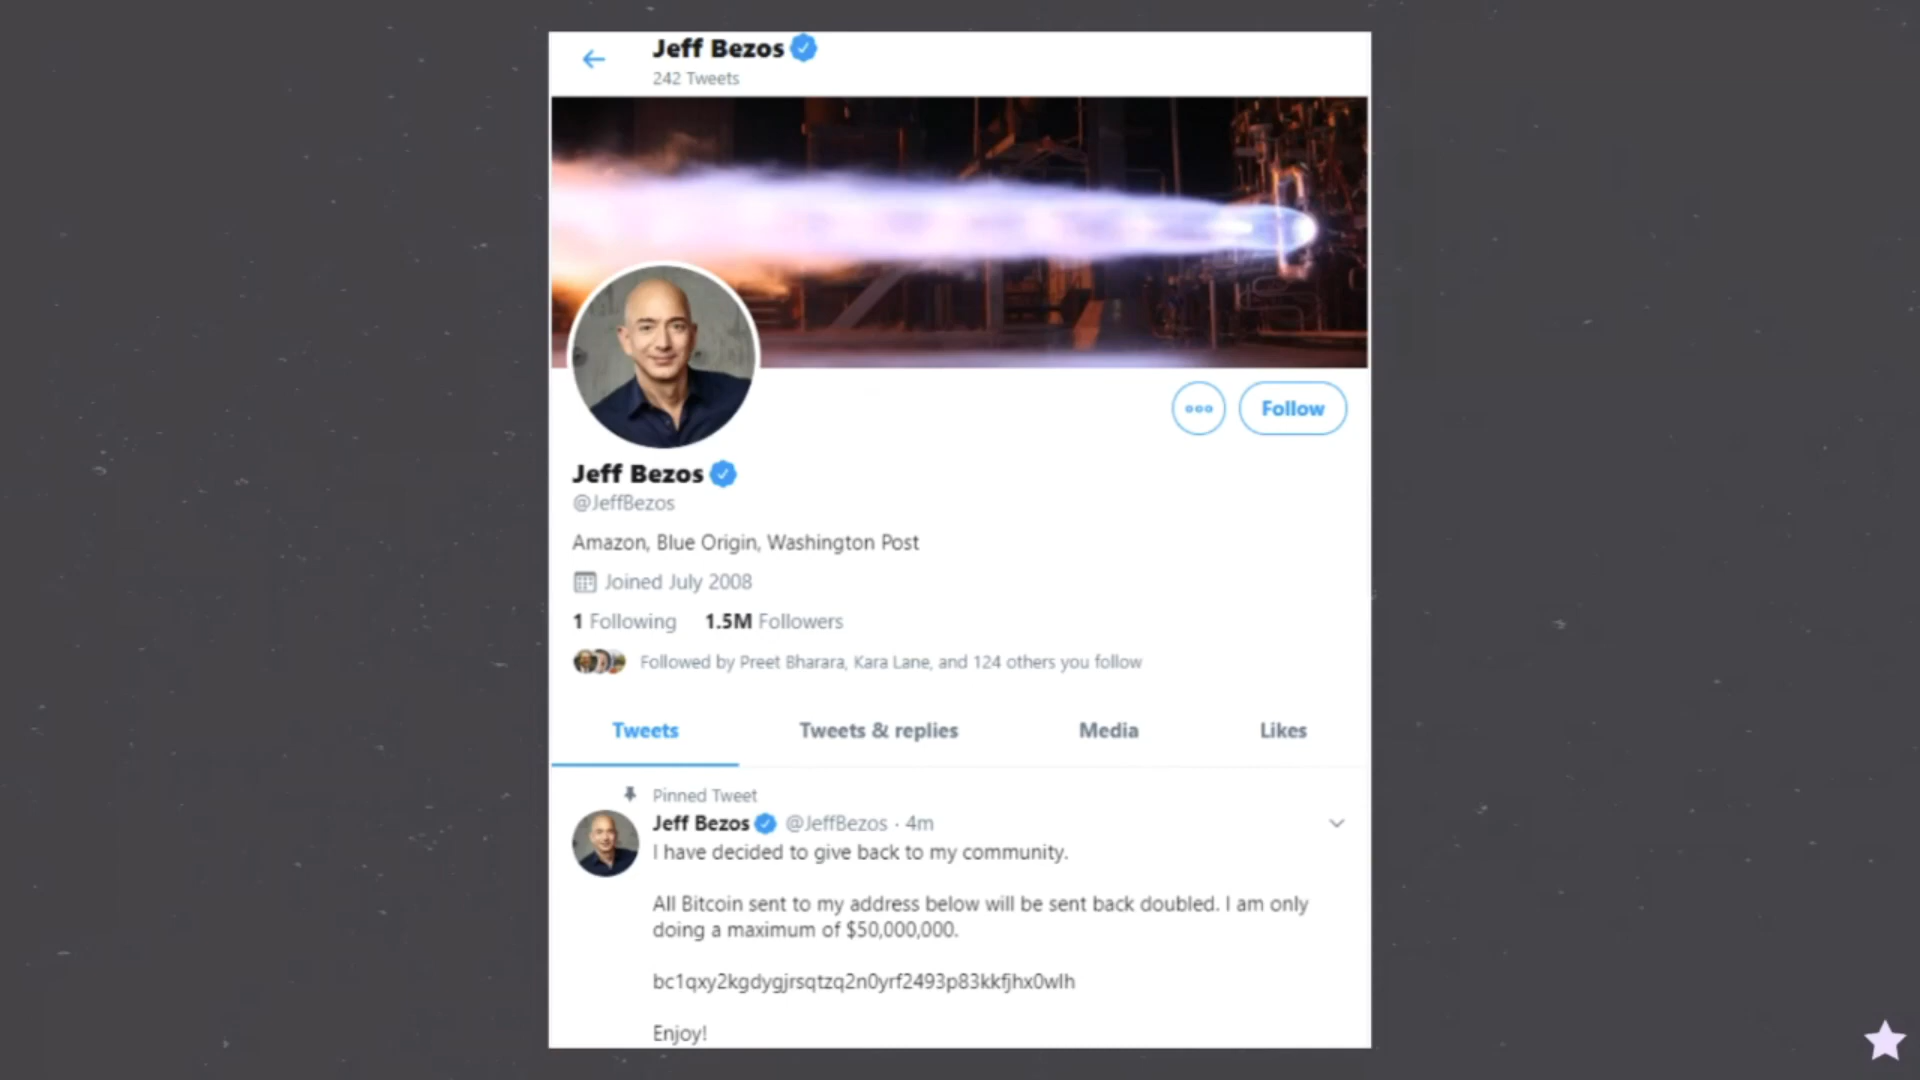 Jeff Bezos
242 Tweets
Follow
Jeff Bezos
@JeffBezos
Amazon, Blue Origin, Washington Post
Joined July 2008
1 Following 1.5M Followers
Followed by Preet Bharara, Kara Lane, and 124 others you follow
Tweets Tweets & replies Media Likes
Pinned Tweet
Jeff Bezos @JeffBezos · 4m
I have decided to give back to my community.
All Bitcoin sent to my address below will be sent back doubled. I am only
doing a maximum of $50,000,000.
bc1qxy2kgdygjrsqtzq2n0yrf2493p83kkfjhx0wlh
Enjoy!